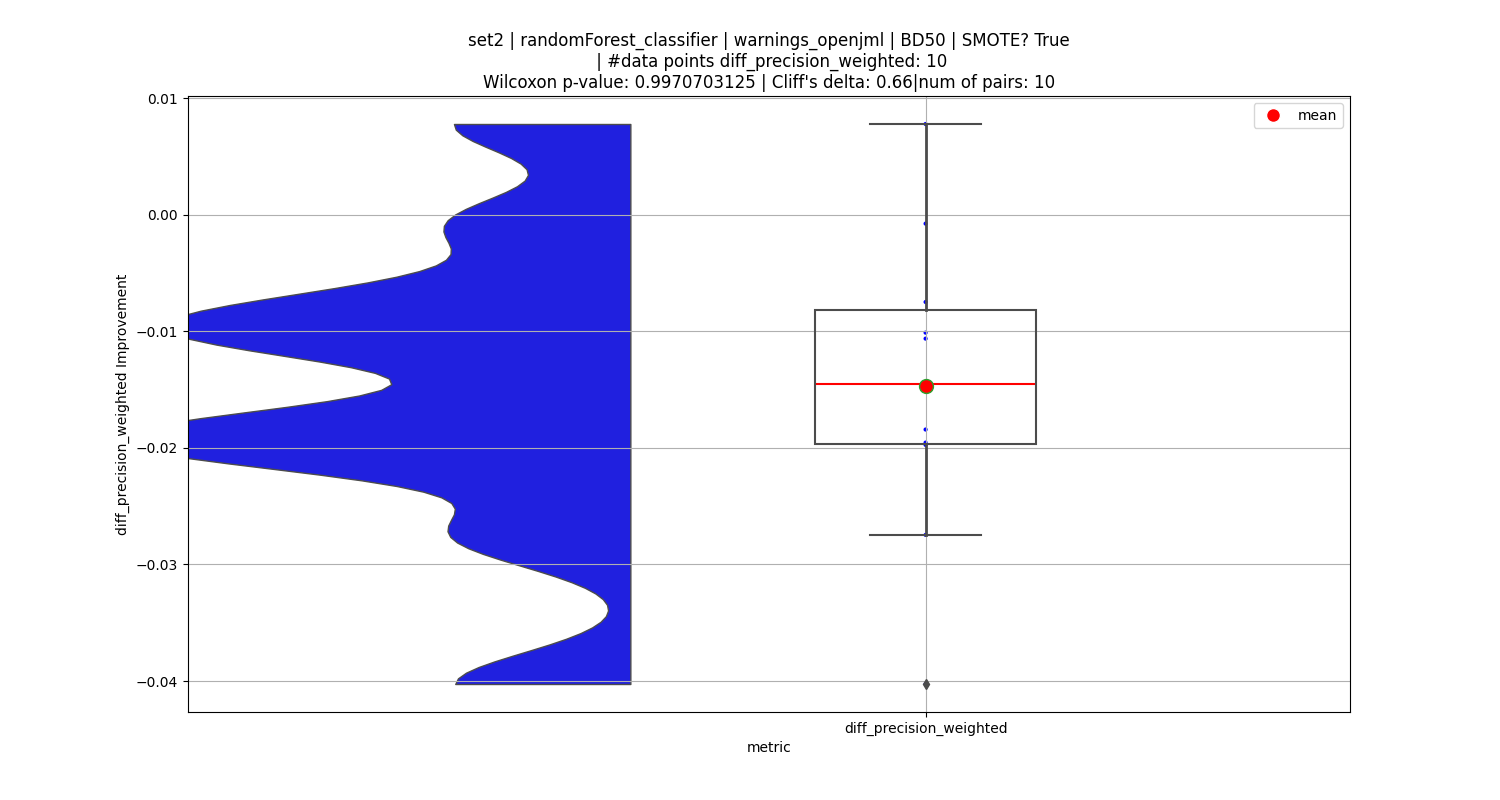 set2 | randomForest_classifier | warnings_openjml | BD50 | SMOTE? True
| #data points diff_precision_weighted: 10
Wilcoxon p-value: 0.9970703125 | Cliff's delta: 0.66|num of pairs: 10
mean
0.01
0.00
−0.01
−0.02
−0.03
−0.04
diff_precision_weighted Improvement
diff_precision_weighted
metric